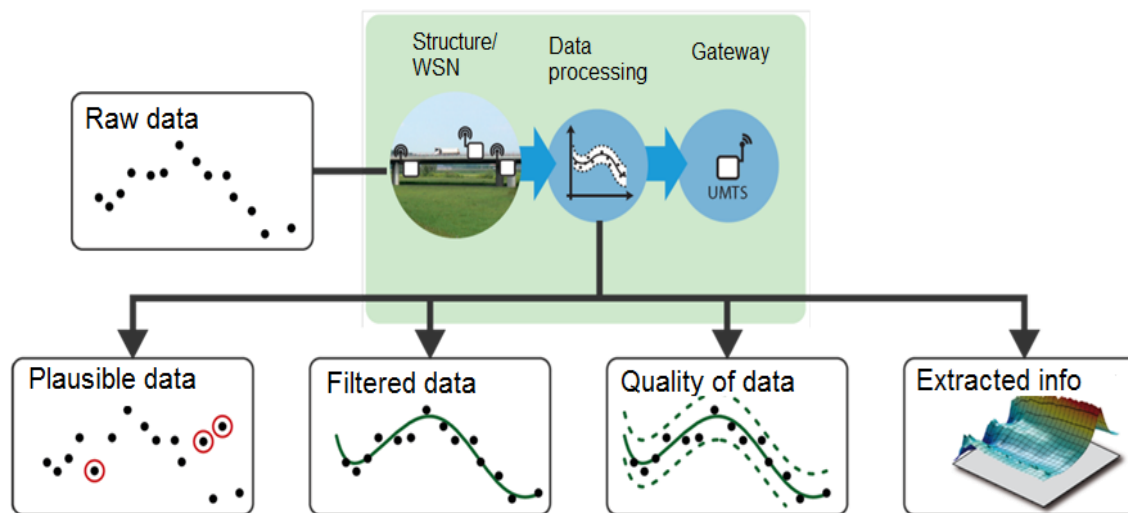 Structure/
WSN
Data
processing
Gateway
Raw data
UMTS
Plausible data
Filtered data
Quality of data
Extracted info